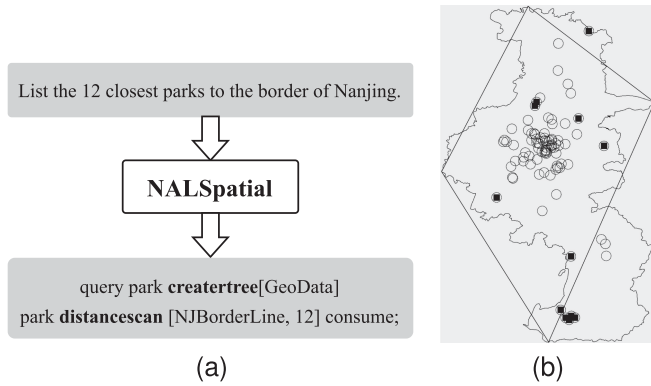 List the 12 closest parks to the border of Nanjing.
NALSpatial
query park creatertree[GeoData]
park distancescan [NJBorderLine, 12] consume;
(a)
(b)